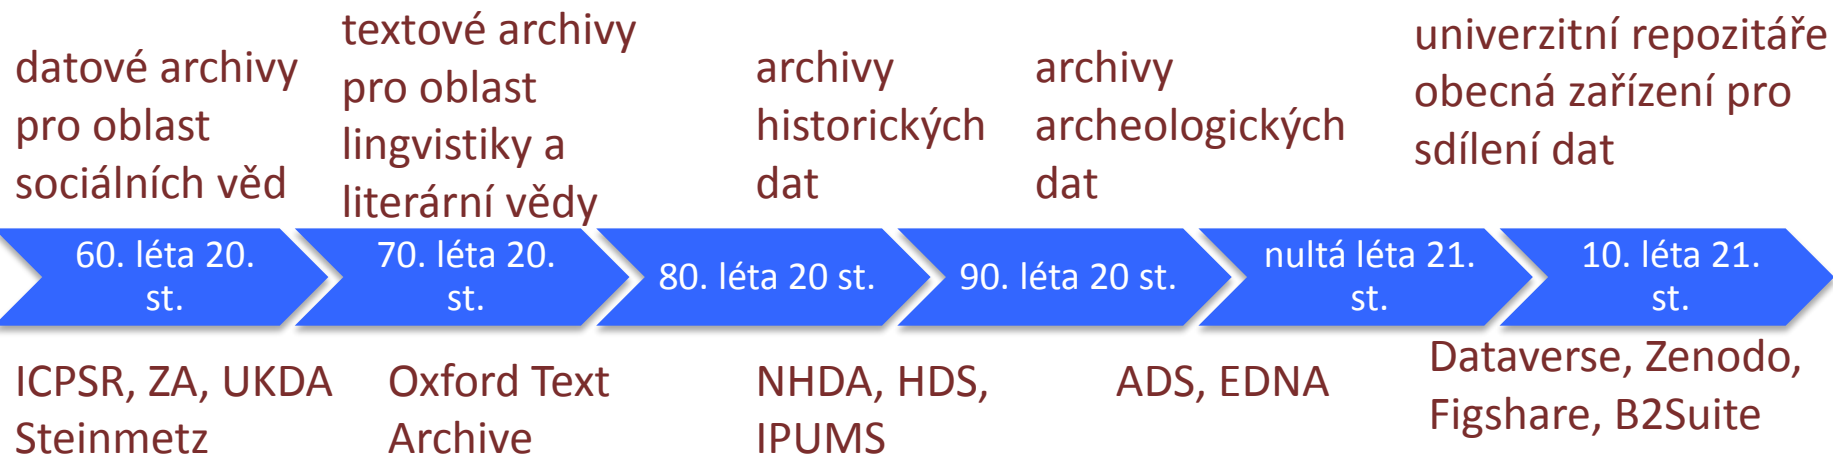 datové archivy
pro oblast
sociálních věd
textové archivy
pro oblast
lingvistiky a
literární vědy
archivy
historických
dat
archivy
archeologických
dat
univerzitní repozitáře
obecná zařízení pro
sdílení dat
60. léta 20.
st.
70. léta 20.
st.
80. léta 20 st.
90. léta 20 st.
nultá léta 21.
st.
10. léta 21.
st.
ICPSR, ZA, UKDA
Steinmetz
Oxford Text
Archive
NHDA, HDS,
IPUMS
ADS, EDNA
Dataverse, Zenodo,
Figshare, B2Suite